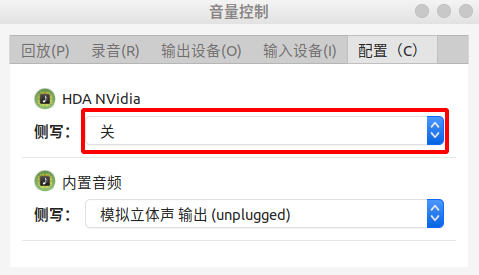 音量控制
回放(P) 录音(R) 输出设备(O) 输入设备(I) 配置（C）
HDA NVidia
侧写： 关
内置音频
侧写： 模拟立体声 输出 (unplugged)